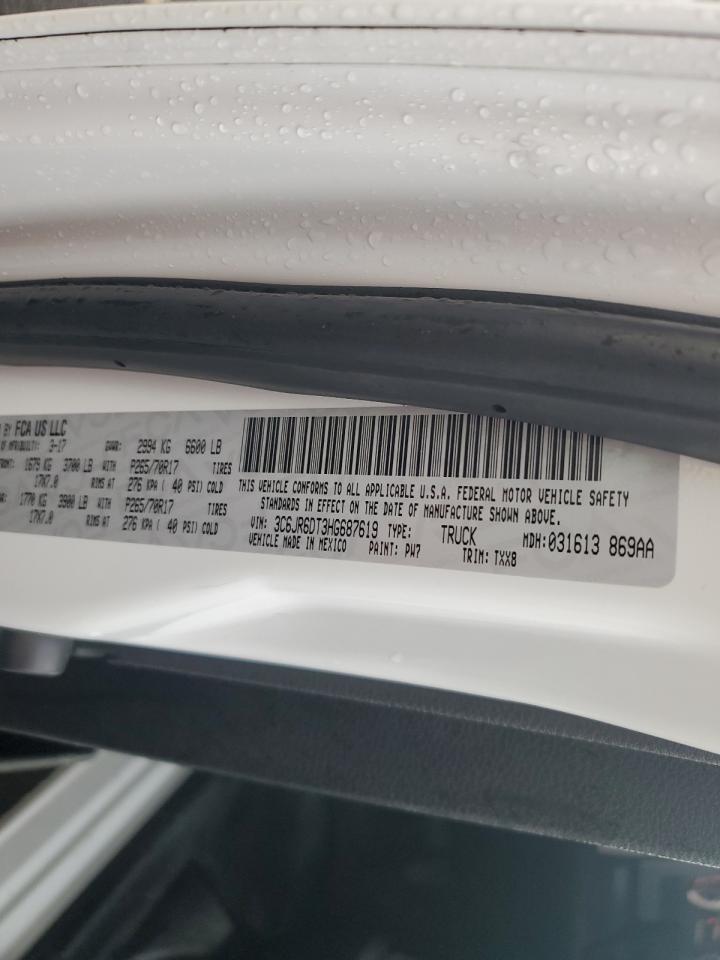 BY FCA US LLC
OF MFR/BUILT: 3-17 GVWR: 2994 KG 6600 LB
FRONT: 1679 KG 3700 LB WITH P265/70R17 TIRES
17X7.0 RIMS AT 276 KPA ( 40 PSI) COLD
1770 KG 3900 LB WITH P265/70R17 TIRES
17X7.0 RIMS AT 276 KPA ( 40 PSI) COLD
THIS VEHICLE CONFORMS TO ALL APPLICABLE U.S.A. FEDERAL MOTOR VEHICLE SAFETY
STANDARDS IN EFFECT ON THE DATE OF MANUFACTURE SHOWN ABOVE.
VIN: 3C6JR6DT3HG687619 TYPE: TRUCK MDH:031613 869AA
VEHICLE MADE IN MEXICO PAINT: PW7 TRIM: TXX8